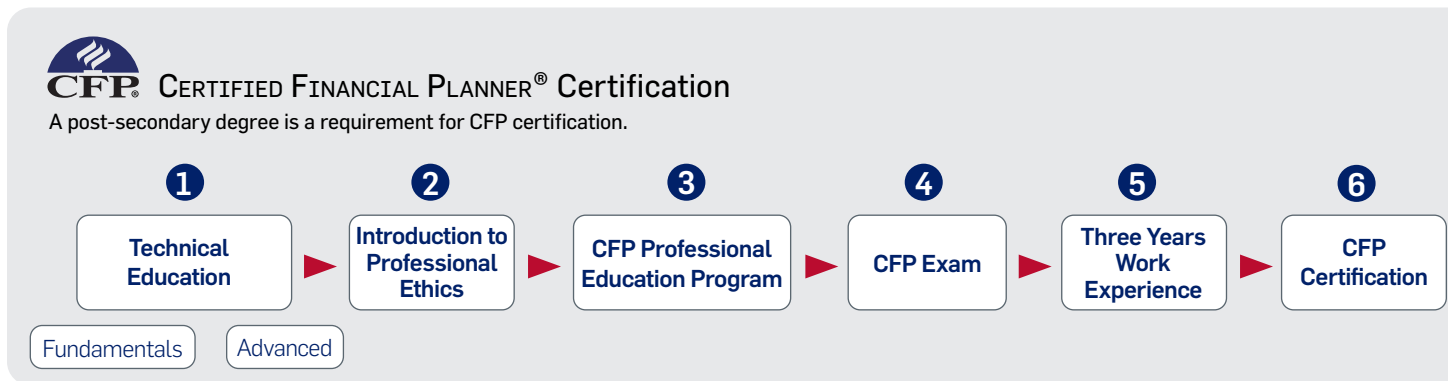 CFP®
CERTIFIED FINANCIAL PLANNER® Certification
A post-secondary degree is a requirement for CFP certification.
1
Technical
Education
2
Introduction to
Professional
Ethics
3
CFP Professional
Education Program
4
CFP Exam
5
Three Years
Work
Experience
6
CFP
Certification
Fundamentals
Advanced